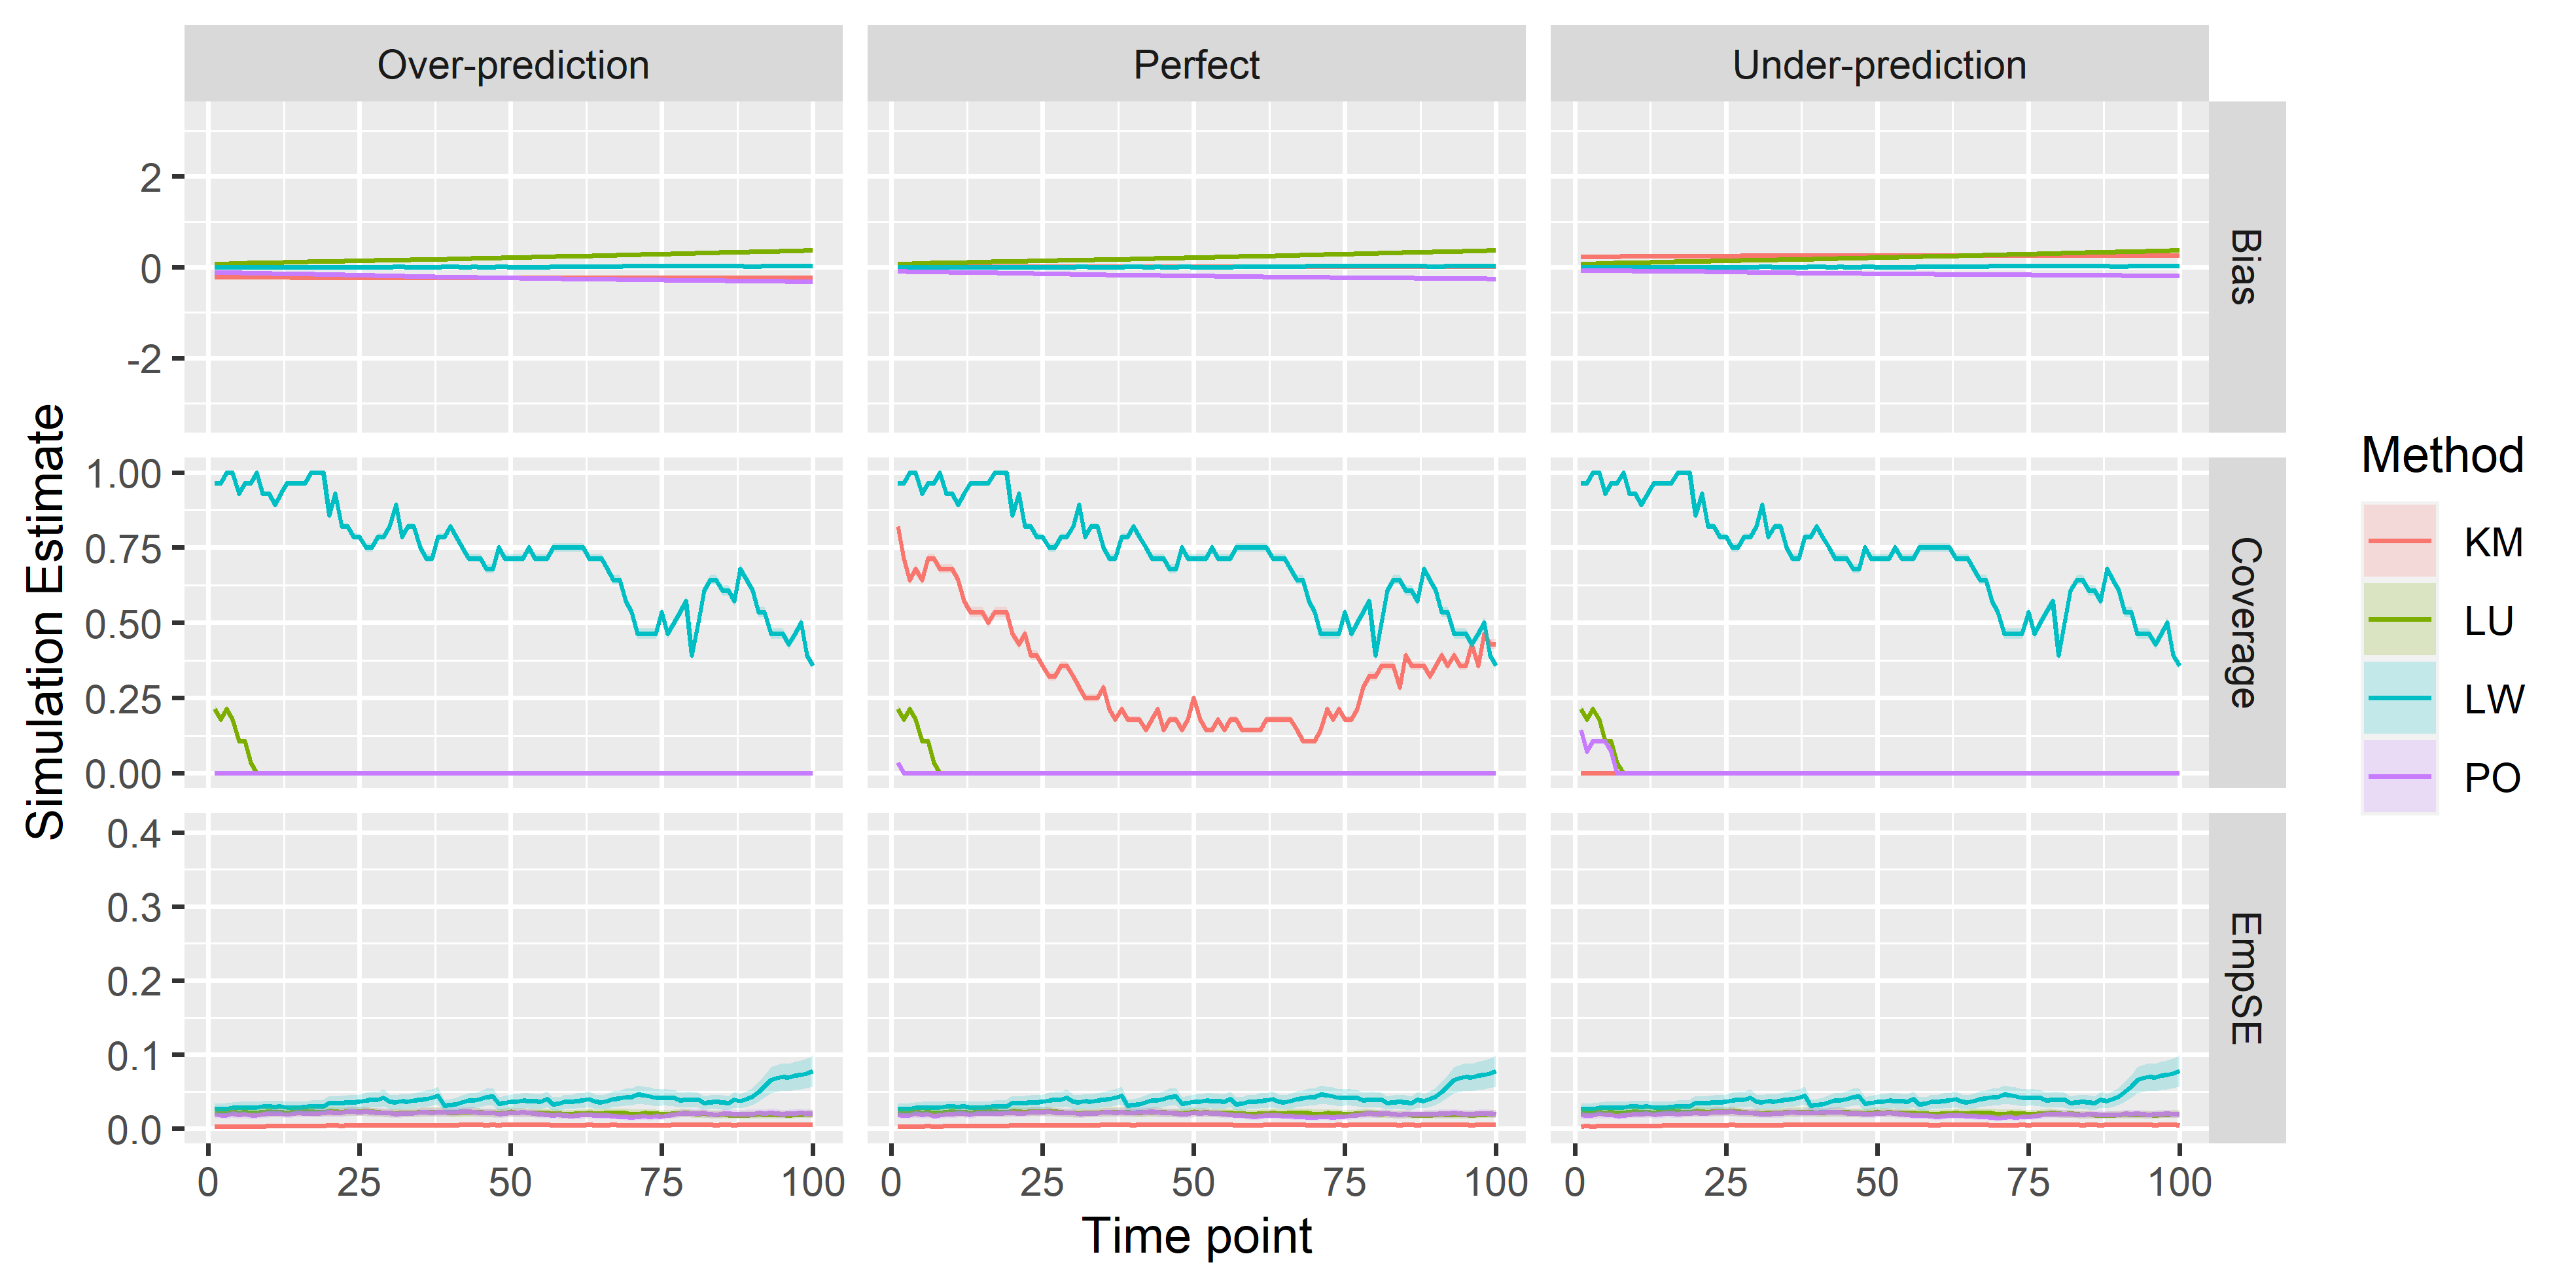 Over-prediction
Perfect
Under-prediction
2
0
-2
Bias
1.00
0.75
0.50
0.25
0.00
Coverage
0.4
0.3
0.2
0.1
0.0
EmpSE
0 25 50 75 100
0 25 50 75 100
0 25 50 75 100
Time point
Simulation Estimate
Method
KM
LU
LW
PO